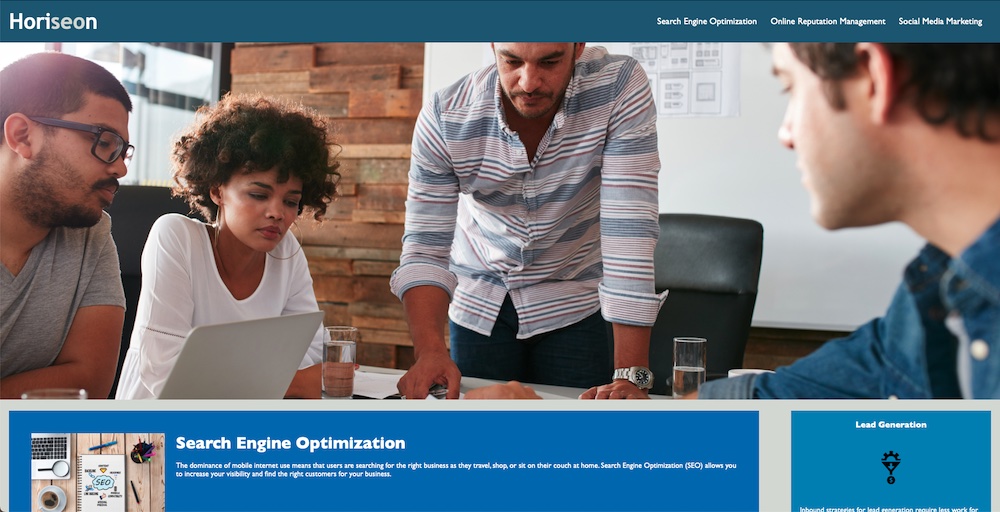 Horiseon
Search Engine Optimization
Online Reputation Management
Social Media Marketing
Search Engine Optimization
The dominance of mobile internet use means that users are searching for the right business as they travel, shop, or sit on their couch at home. Search Engine Optimization (SEO) allows you
to increase your visibility and find the right customers for your business.
SEO
Lead Generation
Inbound strategies for lead generation require less work for